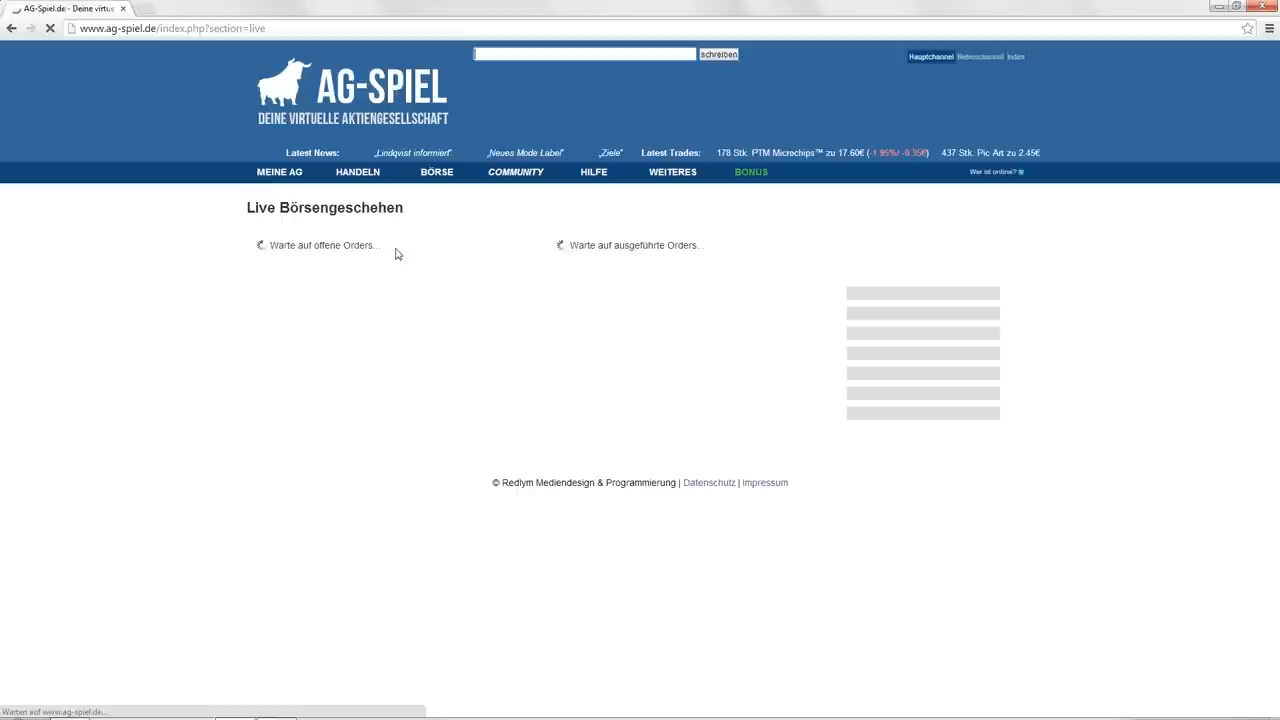 AG-Spiel.de - Deine virtu
www.ag-spiel.de/index.php?section=live
schreiben
Hauptchannel Nebenchannel Index
AG-SPIEL
DEINE VIRTUELLE AKTIENGESELLSCHAFT
Latest News: „Lindqvist informiert" „Neues Mode Label" „Ziele" Latest Trades: 178 Stk. PTM Microchips™ zu 17.60€ (-1.95%/ -0.35€) 437 Stk. Pic Art zu 2.45€
MEINE AG HANDELN BÖRSE COMMUNITY HILFE WEITERES BONUS Wer ist online?
Live Börsengeschehen
Warte auf offene Orders... Warte auf ausgeführte Orders...
© Redlym Mediendesign & Programmierung | Datenschutz | Impressum
Warten auf www.ag-spiel.de...